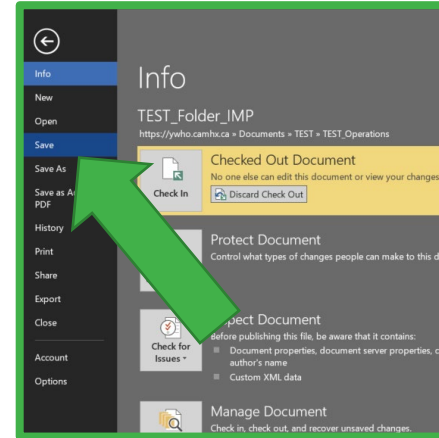 Info
New
Open
Save
Save As
Save as A
PDF
History
Print
Share
Export
Close
Account
Options
Info
TEST_Folder_IMP
https://ywho.camhx.ca » Documents » TEST » TEST_Operations
Check In
Checked Out Document
No one else can edit this document or view your changes
Discard Check Out
Protect Document
Control what types of changes people can make to this d
Check for
Issues
pect Document
Before publishing this file, be aware that it contains:
Document properties, document server properties, c
author's name
Custom XML data
Manage Document
Check in, check out, and recover unsaved changes.